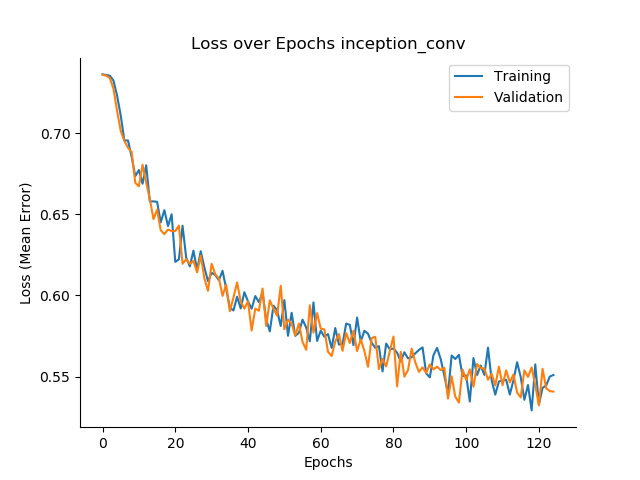 Loss over Epochs inception_conv
Training
Validation
Loss (Mean Error)
0.70
0.65
0.60
0.55
0 20 40 60 80 100 120
Epochs